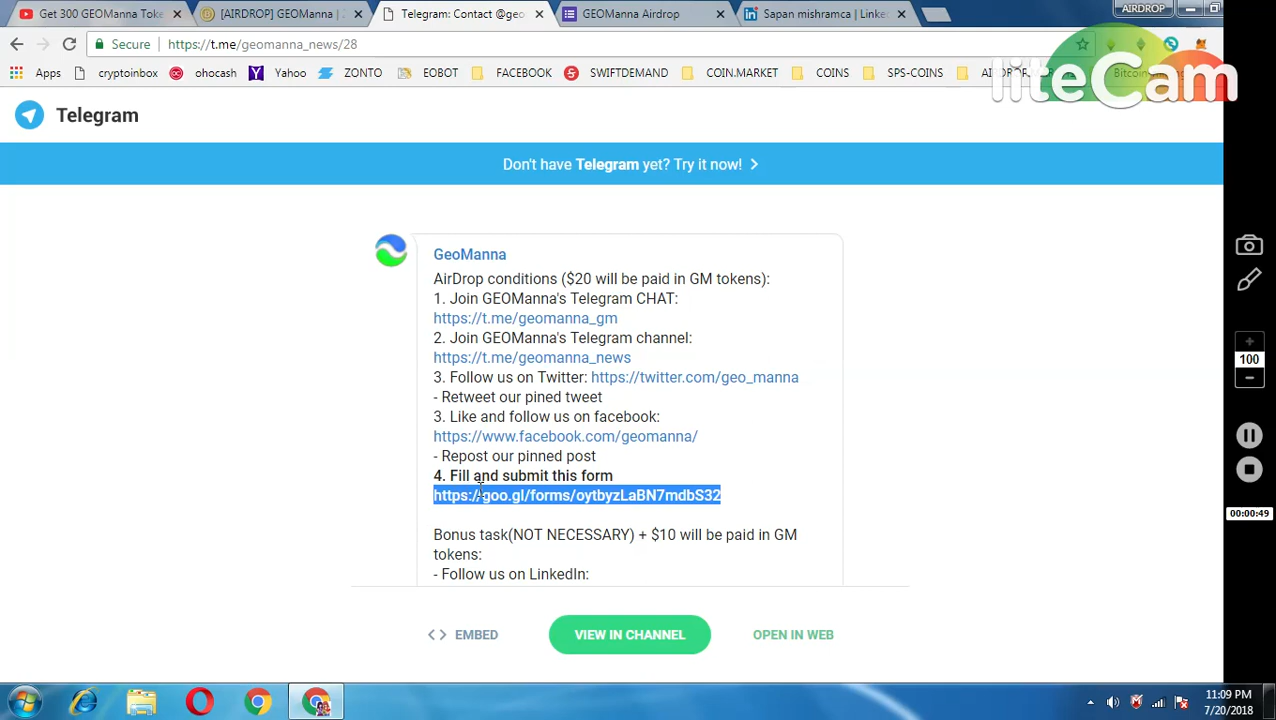 Get 300 GEOManna Toke
[AIRDROP] GEOManna | 2
Telegram: Contact @geo
GEOManna Airdrop
Sapan mishramca | Linke
AIRDROP
Secure
https://t.me/geomanna_news/28
Apps
cryptoinbox
ohocash
Yahoo
ZONTO
EOBOT
FACEBOOK
SWIFTDEMAND
COIN.MARKET
COINS
SPS-COINS
liteCam
Telegram
Don't have Telegram yet? Try it now!
GeoManna
AirDrop conditions ($20 will be paid in GM tokens):
1. Join GEOManna's Telegram CHAT:
https://t.me/geomanna_gm
2. Join GEOManna's Telegram channel:
https://t.me/geomanna_news
3. Follow us on Twitter: https://twitter.com/geo_manna
- Retweet our pined tweet
3. Like and follow us on facebook:
https://www.facebook.com/geomanna/
- Repost our pinned post
4. Fill and submit this form
https://goo.gl/forms/oytbyzLaBN7mdbS32
Bonus task(NOT NECESSARY) + $10 will be paid in GM
tokens:
- Follow us on LinkedIn:
EMBED
VIEW IN CHANNEL
OPEN IN WEB
100
00:00:49
11:09 PM
7/20/2018